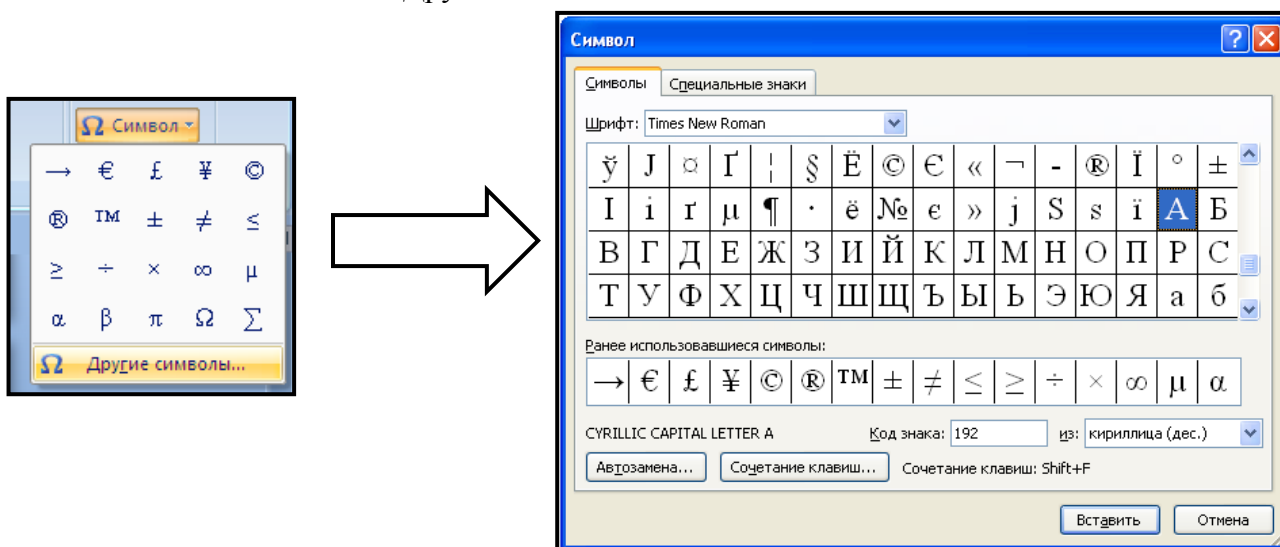 Символ
→ € £ ¥ ©
® ™ ± ≠ ≤
≥ ÷ × ∞ µ
α β π Ω Σ
Другие символы...
Символ
Символы Специальные знаки
Шрифт: Times New Roman
ў Ј ¤ Ґ ¦ § Ё © Є « ¬ - ® Ї ° ±
І і ґ µ ¶ · ё № є » ј Ѕ ѕ ї А Б
В Г Д Е Ж З И Й К Л М Н О П Р С
Т У Ф Х Ц Ч Ш Щ Ъ Ы Ь Э Ю Я а б
Ранее использовавшиеся символы:
→ € £ ¥ © ® ™ ± ≠ ≤ ≥ ÷ × ∞ µ α
CYRILLIC CAPITAL LETTER A Код знака: 192 из: кириллица (дес.)
Автозамена... Сочетание клавиш... Сочетание клавиш: Shift+F
Вставить Отмена